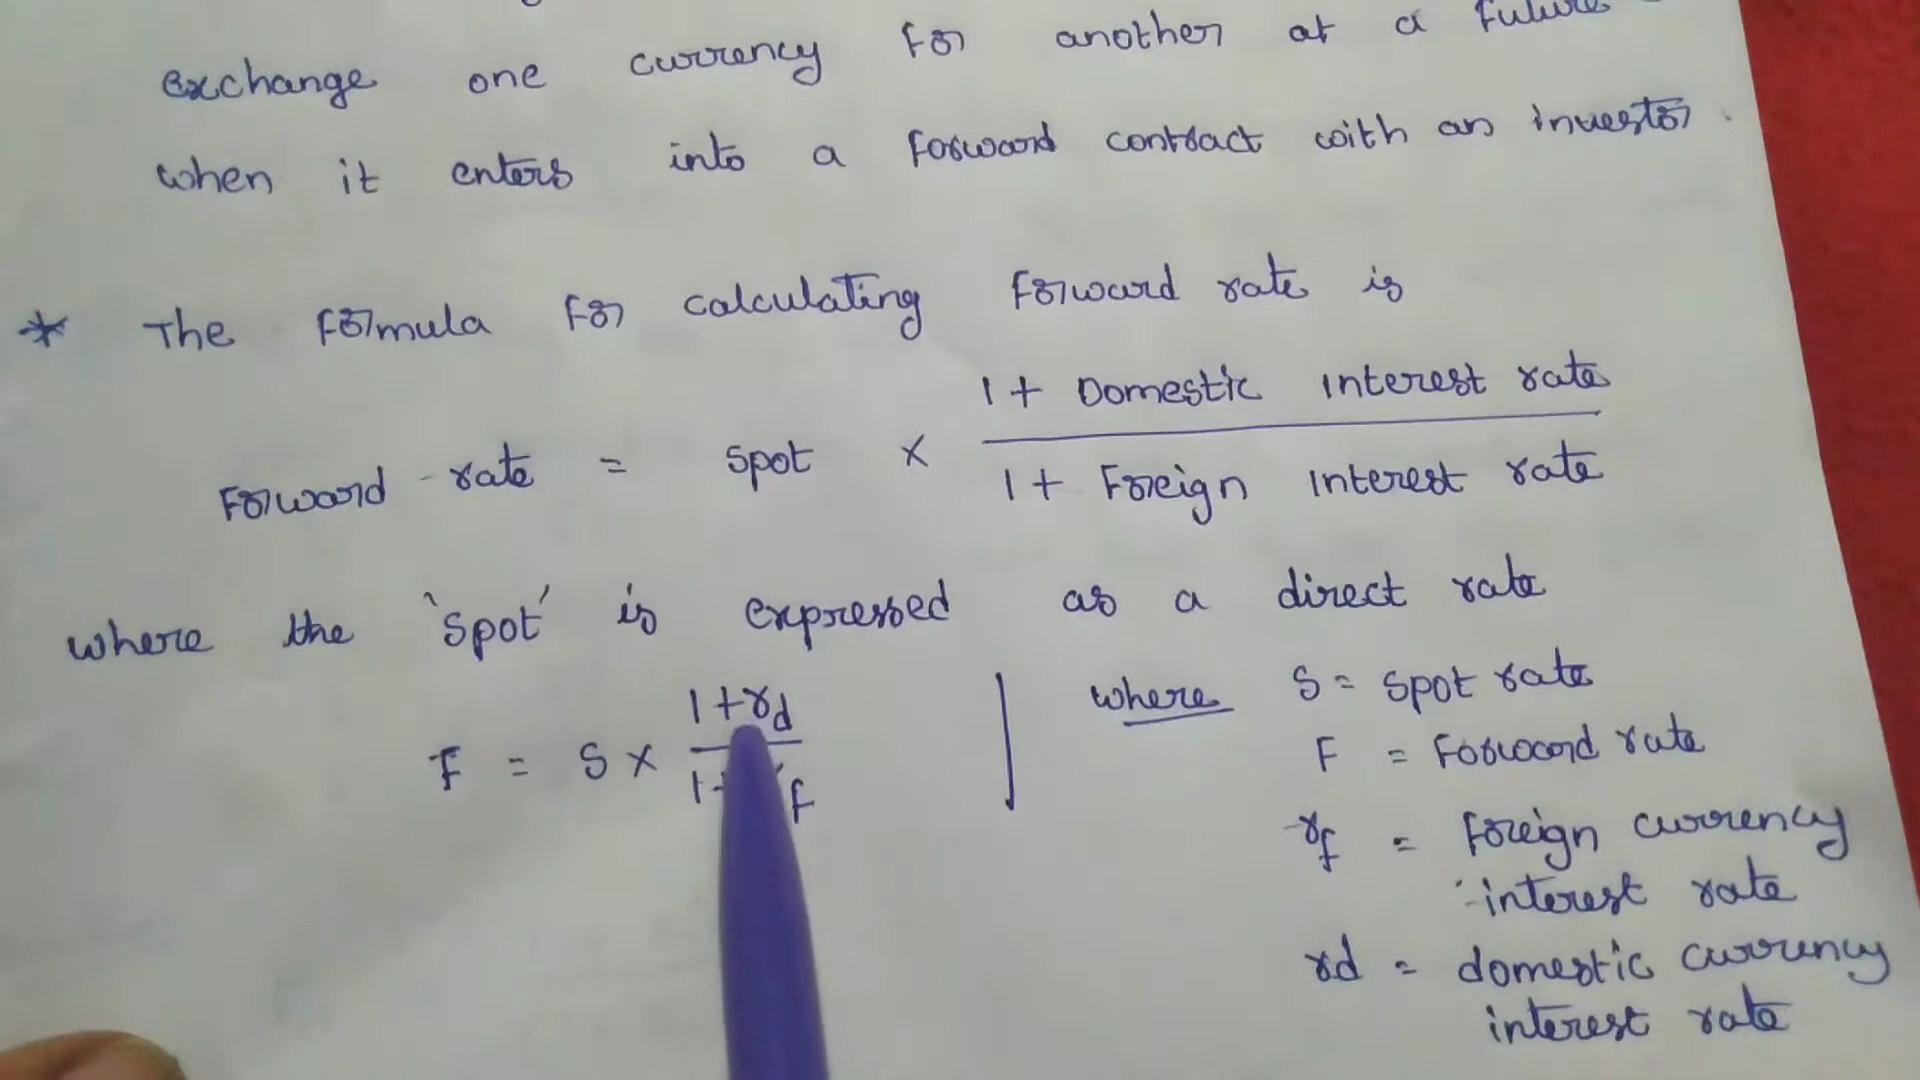 exchange one currency for another at a future
when it enters into a forward contract with an investor.
* The formula for calculating forward rate is
Forward rate = spot × 1 + Domestic interest rate
1 + Foreign interest rate
where the 'spot' is expressed as a direct rate
F = S × 1 + rd
1 + f
where S = spot rate
F = Forward rate
rf = Foreign currency
interest rate
rd = domestic currency
interest rate